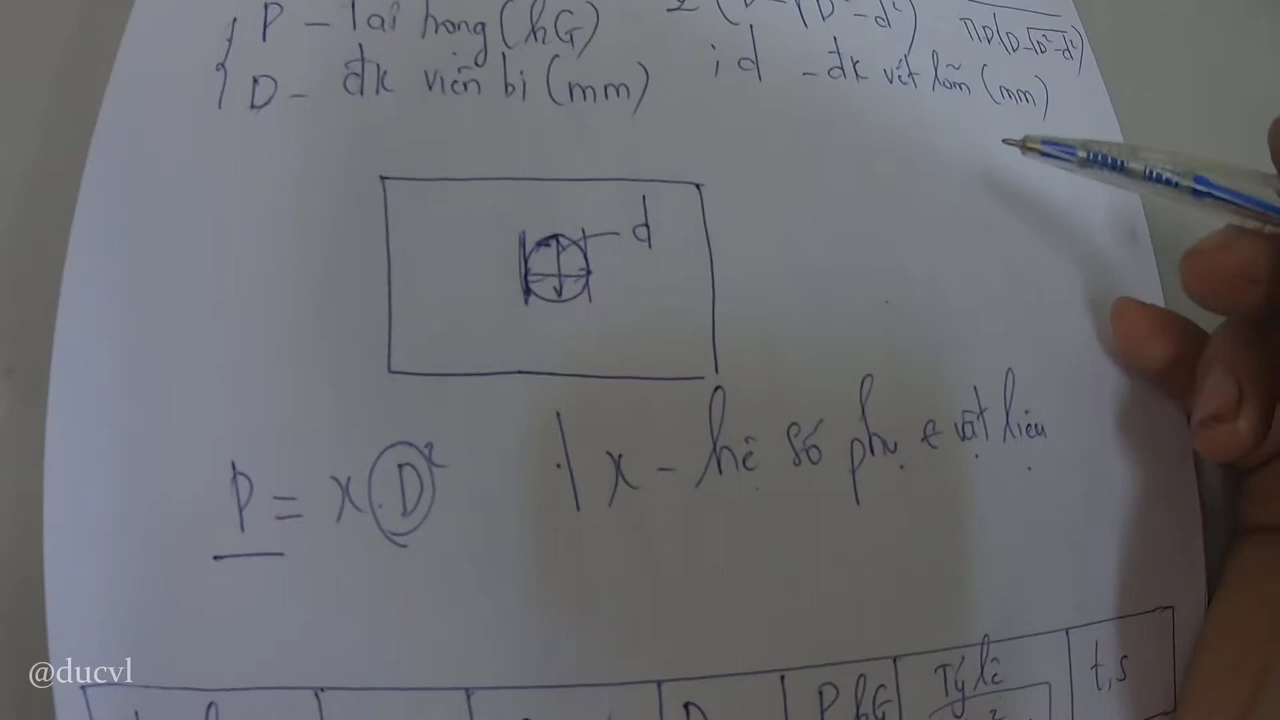 P - tải trọng (kG)
D - đk viên bi (mm) ; d - đk vết lõm (mm)
πD(D-√D²-d²)
d
P = xD² x - hệ số phụ ∈ vật liệu
D P kG Tỷ lệ t,s
@ducvl